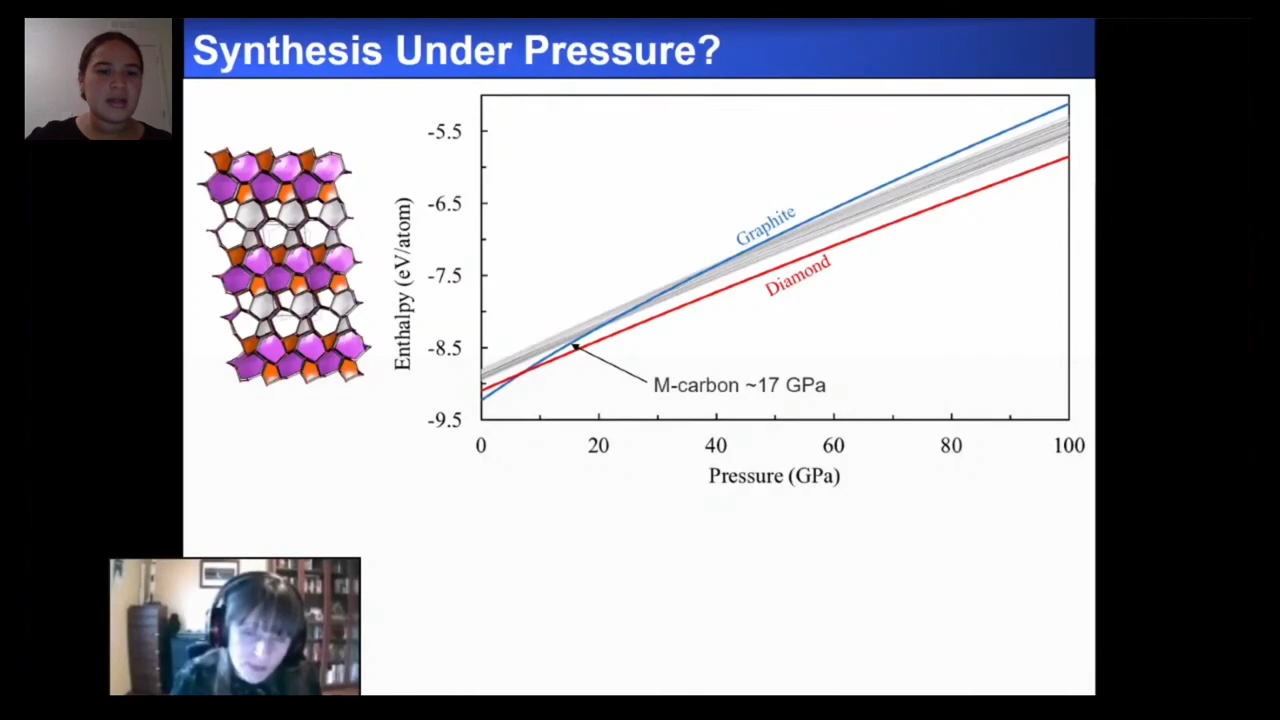 Synthesis Under Pressure?
-5.5
-6.5
-7.5
-8.5
-9.5
Enthalpy (eV/atom)
Graphite
Diamond
M-carbon ~17 GPa
0 20 40 60 80 100
Pressure (GPa)